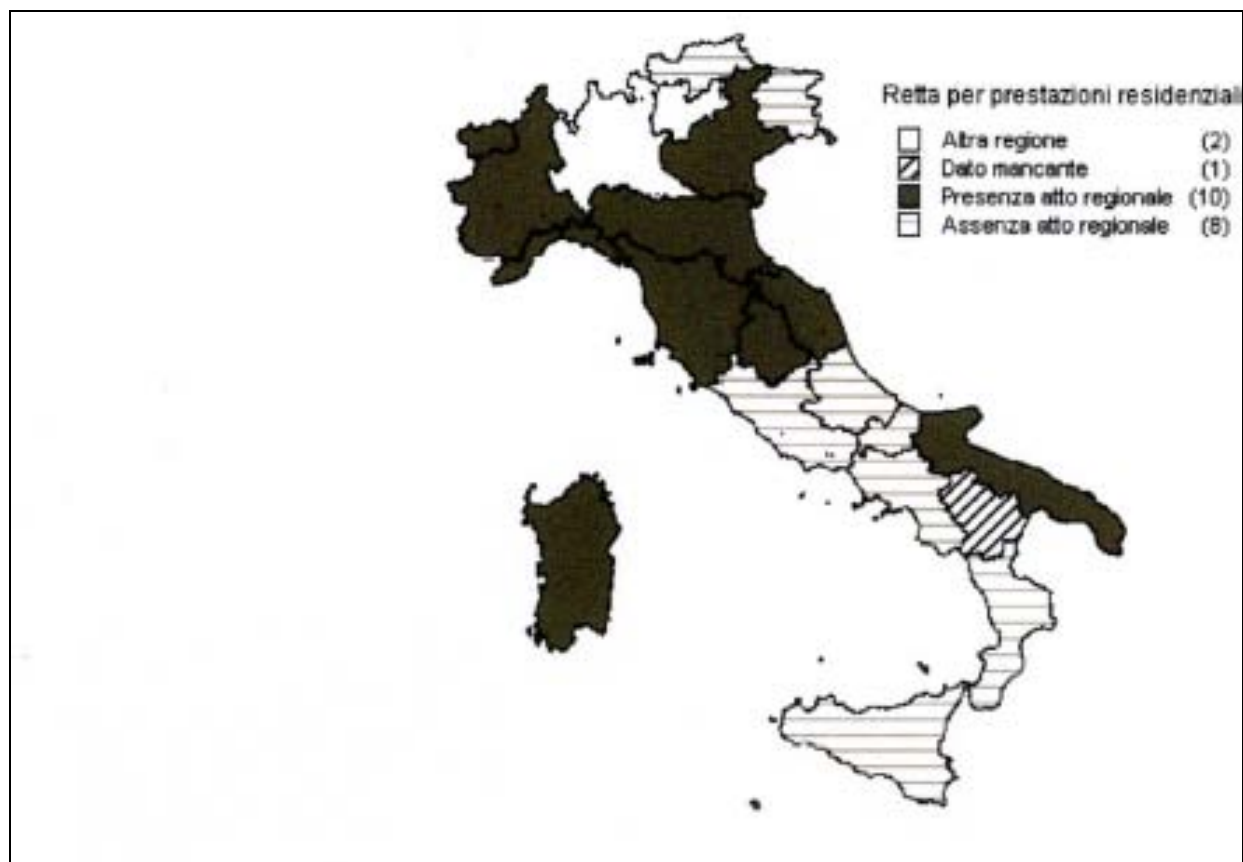 Retta per prestazioni residenziali
Altra regione (2)
Dato mancante (1)
Presenza atto regionale (10)
Assenza atto regionale (8)